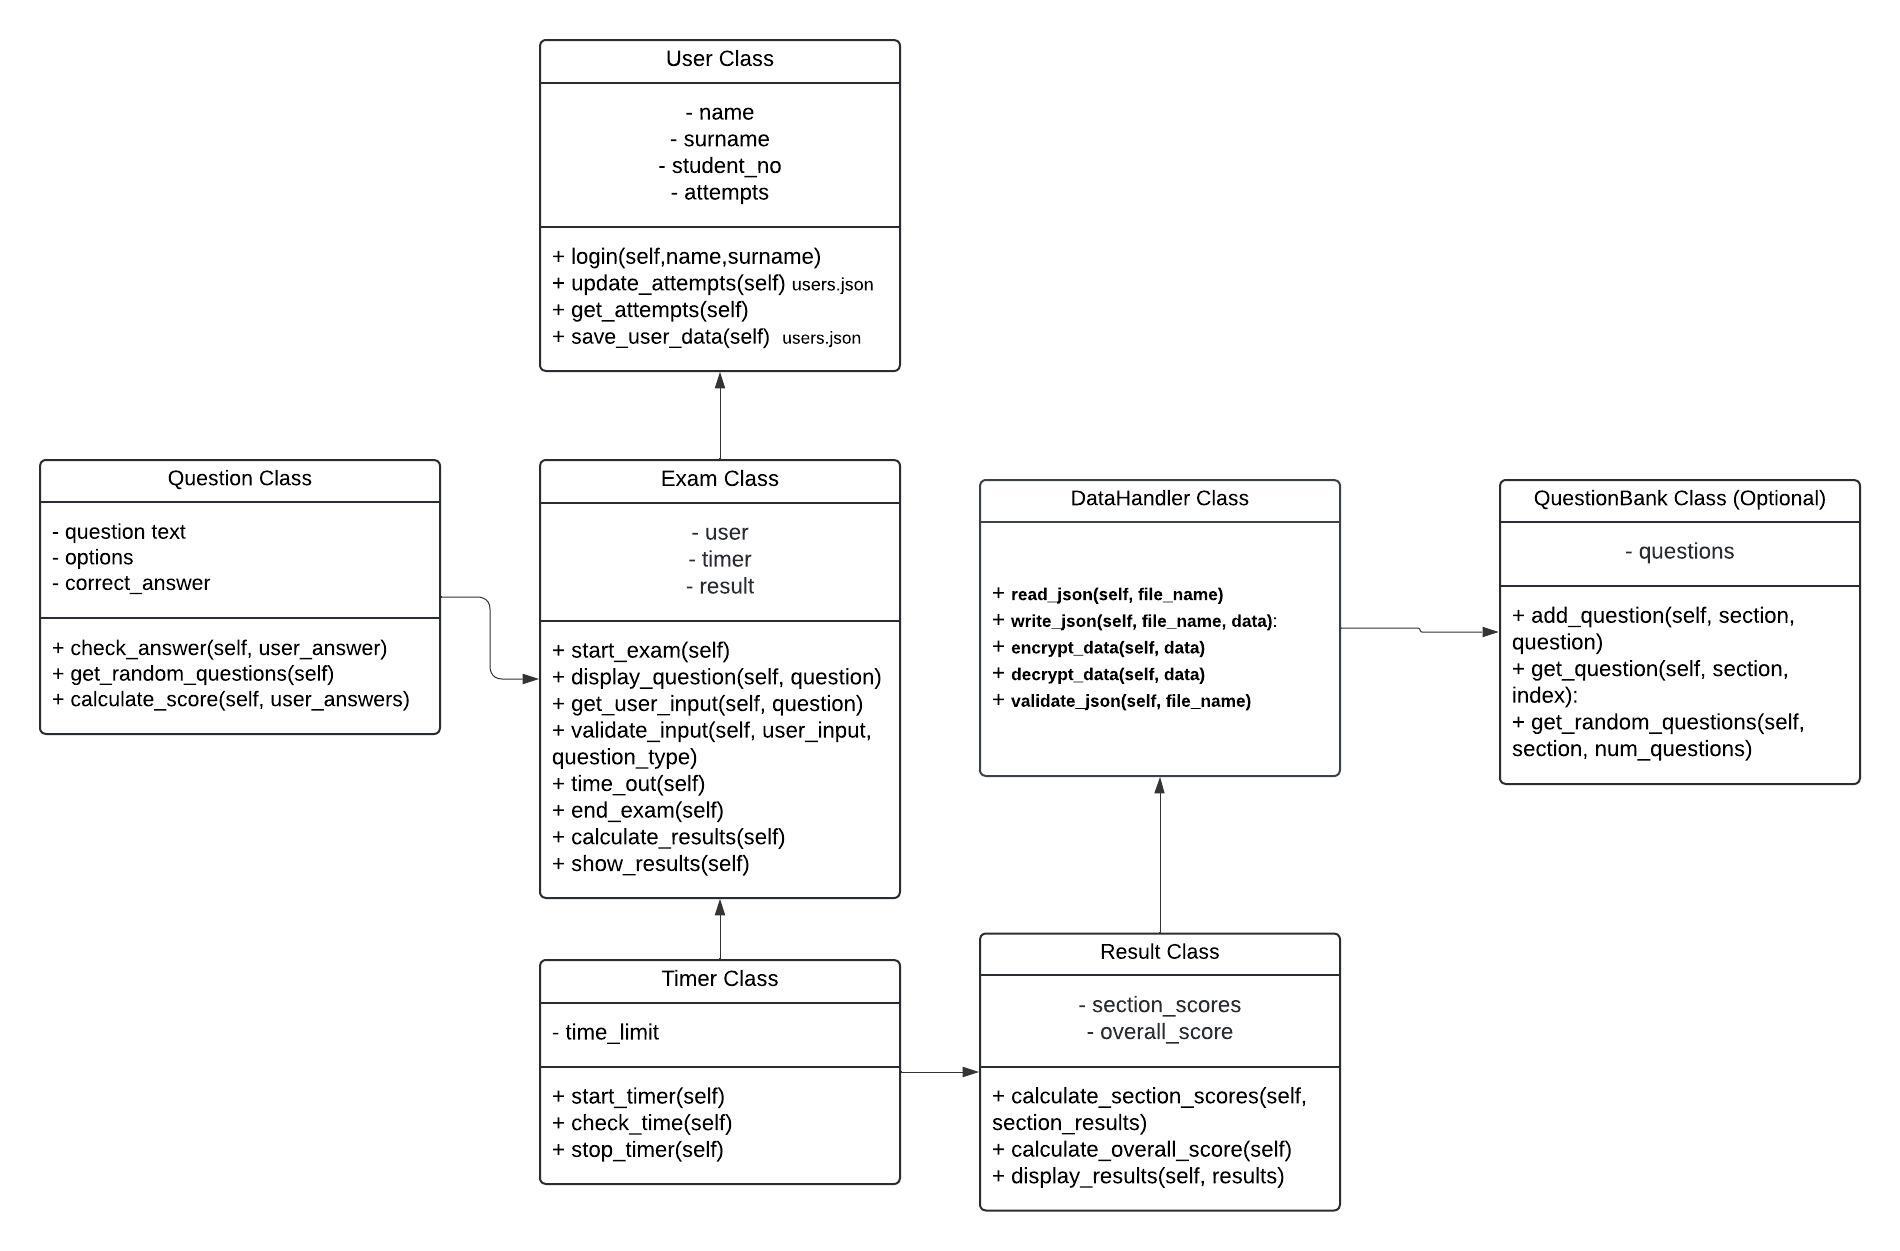 User Class
- name
- surname
- student_no
- attempts
+ login(self,name,surname)
+ update_attempts(self) users.json
+ get_attempts(self)
+ save_user_data(self) users.json
Question Class
- question text
- options
- correct_answer
+ check_answer(self, user_answer)
+ get_random_questions(self)
+ calculate_score(self, user_answers)
Exam Class
- user
- timer
- result
+ start_exam(self)
+ display_question(self, question)
+ get_user_input(self, question)
+ validate_input(self, user_input,
question_type)
+ time_out(self)
+ end_exam(self)
+ calculate_results(self)
+ show_results(self)
DataHandler Class
+ read_json(self, file_name)
+ write_json(self, file_name, data):
+ encrypt_data(self, data)
+ decrypt_data(self, data)
+ validate_json(self, file_name)
QuestionBank Class (Optional)
- questions
+ add_question(self, section,
question)
+ get_question(self, section,
index):
+ get_random_questions(self,
section, num_questions)
Timer Class
- time_limit
+ start_timer(self)
+ check_time(self)
+ stop_timer(self)
Result Class
- section_scores
- overall_score
+ calculate_section_scores(self,
section_results)
+ calculate_overall_score(self)
+ display_results(self, results)